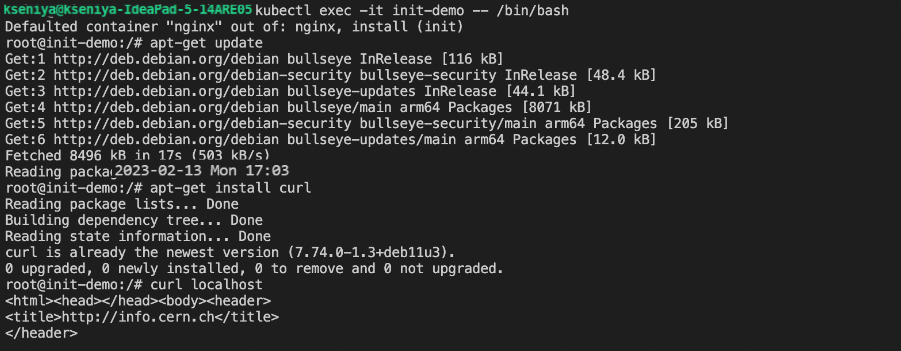 kseniya@kseniya-IdeaPad-5-14ARE05 kubectl exec -it init-demo -- /bin/bash
Defaulted container "nginx" out of: nginx, install (init)
root@init-demo:/# apt-get update
Get:1 http://deb.debian.org/debian bullseye InRelease [116 kB]
Get:2 http://deb.debian.org/debian-security bullseye-security InRelease [48.4 kB]
Get:3 http://deb.debian.org/debian bullseye-updates InRelease [44.1 kB]
Get:4 http://deb.debian.org/debian bullseye/main arm64 Packages [8071 kB]
Get:5 http://deb.debian.org/debian-security bullseye-security/main arm64 Packages [205 kB]
Get:6 http://deb.debian.org/debian bullseye-updates/main arm64 Packages [12.0 kB]
Fetched 8496 kB in 17s (503 kB/s)
Reading 2023-02-13 Mon 17:03
root@init-demo:/# apt-get install curl
Reading package lists... Done
Building dependency tree... Done
Reading state information... Done
curl is already the newest version (7.74.0-1.3+deb11u3).
0 upgraded, 0 newly installed, 0 to remove and 0 not upgraded.
root@init-demo:/# curl localhost
<html><head></head><body><header>
<title>http://info.cern.ch</title>
</header>